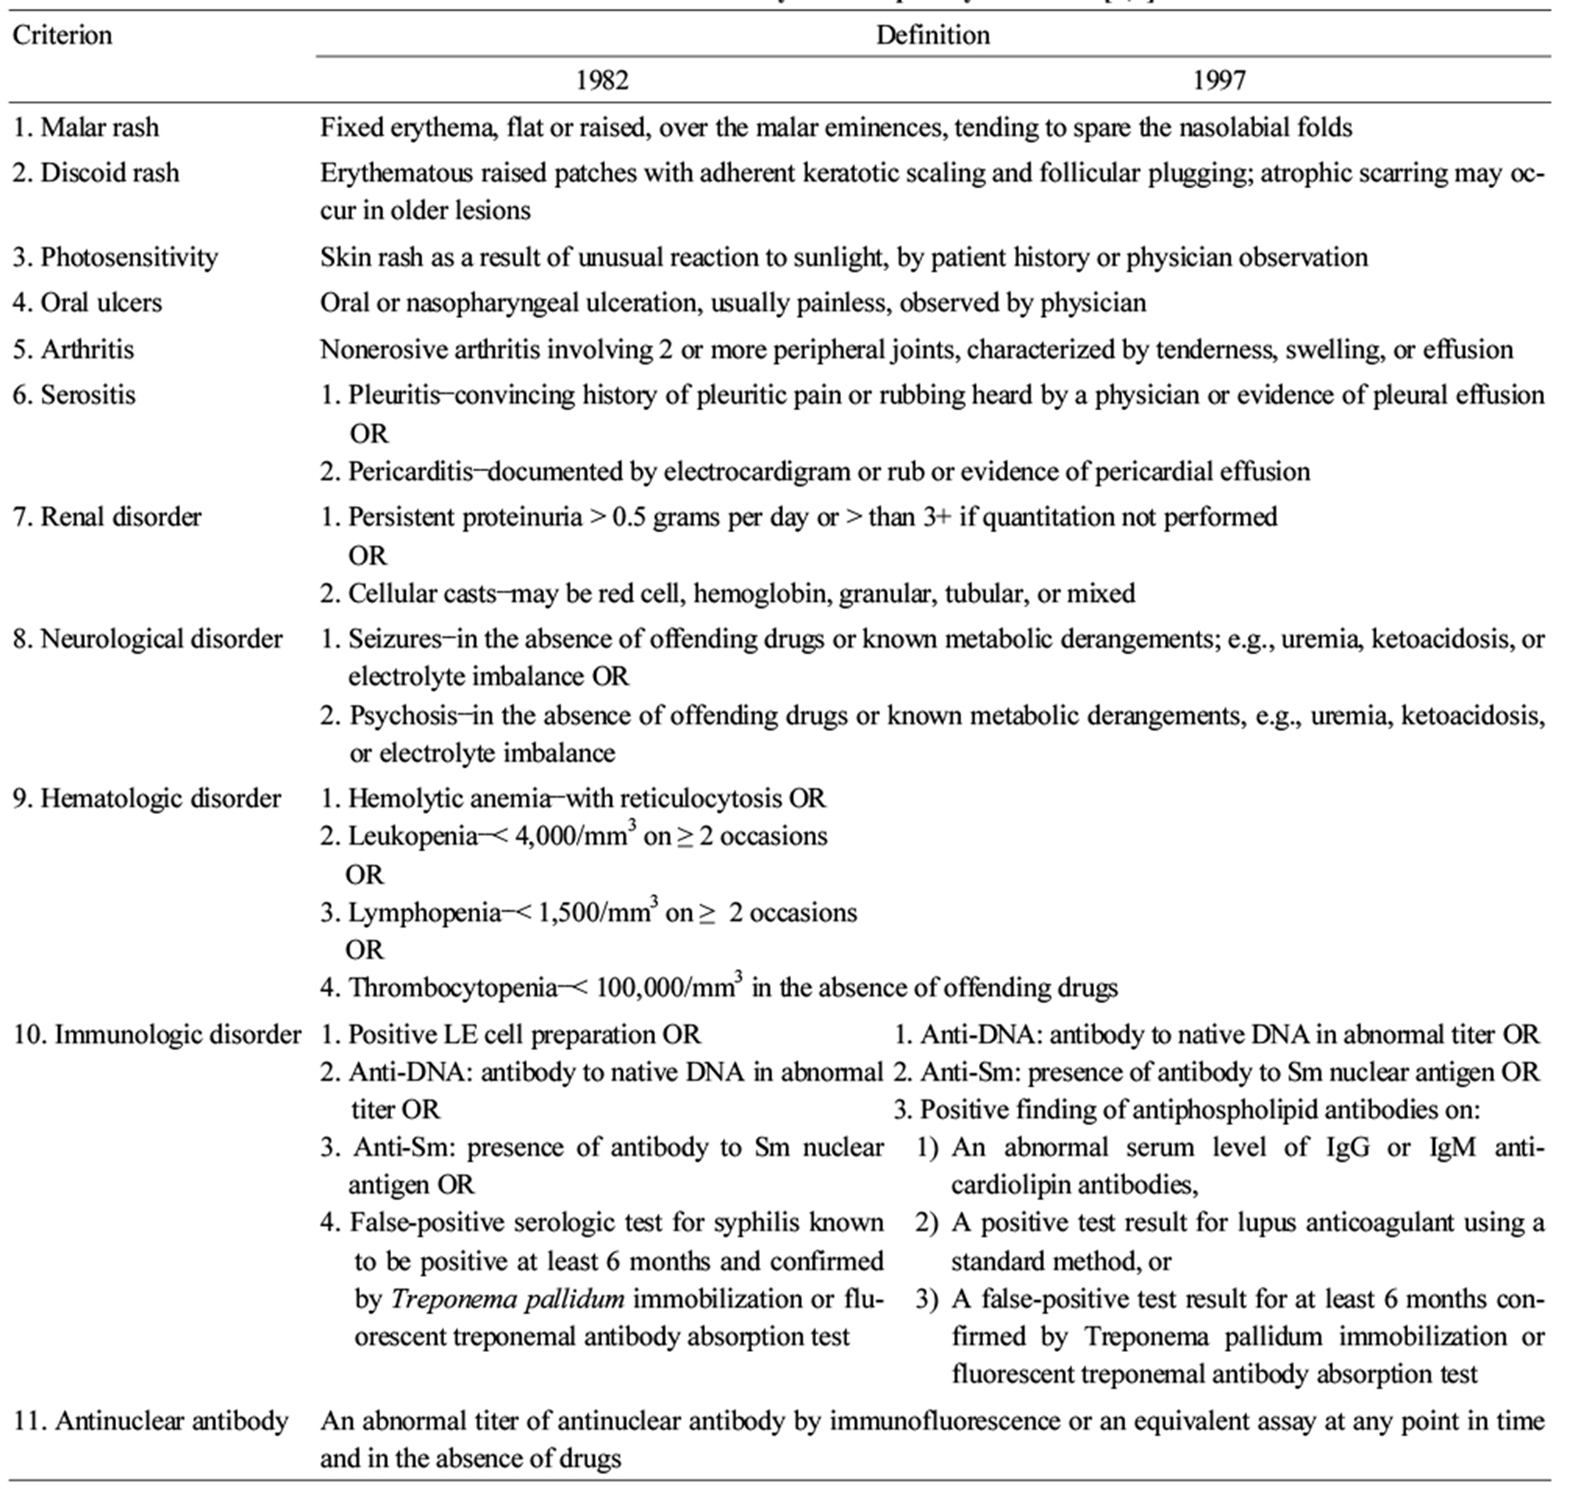 Criterion Definition
1982 1997
1. Malar rash Fixed erythema, flat or raised, over the malar eminences, tending to spare the nasolabial folds
2. Discoid rash Erythematous raised patches with adherent keratotic scaling and follicular plugging; atrophic scarring may oc-
cur in older lesions
3. Photosensitivity Skin rash as a result of unusual reaction to sunlight, by patient history or physician observation
4. Oral ulcers Oral or nasopharyngeal ulceration, usually painless, observed by physician
5. Arthritis Nonerosive arthritis involving 2 or more peripheral joints, characterized by tenderness, swelling, or effusion
6. Serositis 1. Pleuritis−convincing history of pleuritic pain or rubbing heard by a physician or evidence of pleural effusion
OR
2. Pericarditis−documented by electrocardigram or rub or evidence of pericardial effusion
7. Renal disorder 1. Persistent proteinuria > 0.5 grams per day or > than 3+ if quantitation not performed
OR
2. Cellular casts−may be red cell, hemoglobin, granular, tubular, or mixed
8. Neurological disorder 1. Seizures−in the absence of offending drugs or known metabolic derangements; e.g., uremia, ketoacidosis, or
electrolyte imbalance OR
2. Psychosis−in the absence of offending drugs or known metabolic derangements, e.g., uremia, ketoacidosis,
or electrolyte imbalance
9. Hematologic disorder 1. Hemolytic anemia−with reticulocytosis OR
2. Leukopenia−< 4,000/mm³ on ≥ 2 occasions
OR
3. Lymphopenia−< 1,500/mm³ on ≥ 2 occasions
OR
4. Thrombocytopenia−< 100,000/mm³ in the absence of offending drugs
10. Immunologic disorder 1. Positive LE cell preparation OR
2. Anti-DNA: antibody to native DNA in abnormal
titer OR
3. Anti-Sm: presence of antibody to Sm nuclear
antigen OR
4. False-positive serologic test for syphilis known
to be positive at least 6 months and confirmed
by Treponema pallidum immobilization or flu-
orescent treponemal antibody absorption test
1. Anti-DNA: antibody to native DNA in abnormal titer OR
2. Anti-Sm: presence of antibody to Sm nuclear antigen OR
3. Positive finding of antiphospholipid antibodies on:
1) An abnormal serum level of IgG or IgM anti-
cardiolipin antibodies,
2) A positive test result for lupus anticoagulant using a
standard method, or
3) A false-positive test result for at least 6 months con-
firmed by Treponema pallidum immobilization or
fluorescent treponemal antibody absorption test
11. Antinuclear antibody An abnormal titer of antinuclear antibody by immunofluorescence or an equivalent assay at any point in time
and in the absence of drugs